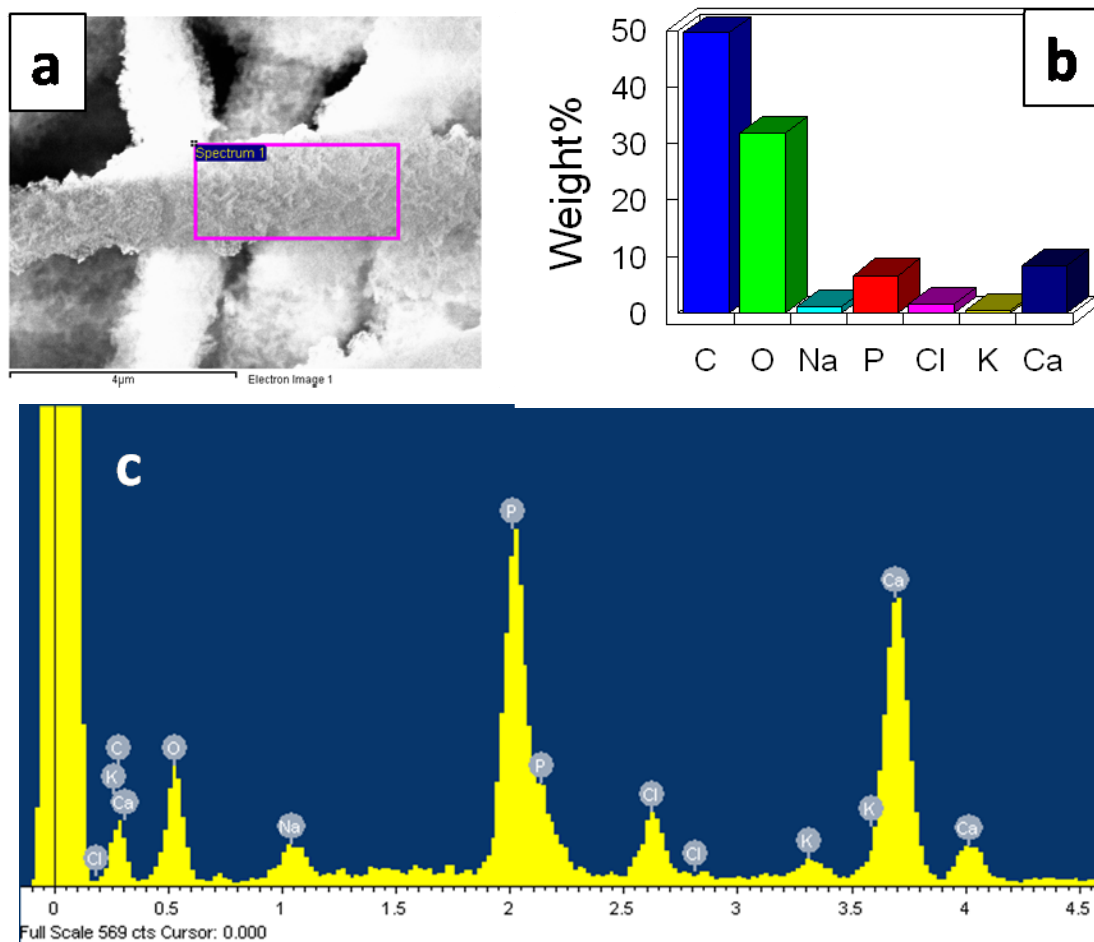 a
Spectrum 1
4µm Electron Image 1
b
Weight%
50
40
30
20
10
0
C O Na P Cl K Ca
c
P
Ca
C
O
K
P
Ca
Cl
K
Na
Ca
K
Cl
Cl
0 0.5 1 1.5 2 2.5 3 3.5 4 4.5
Full Scale 569 cts Cursor: 0.000